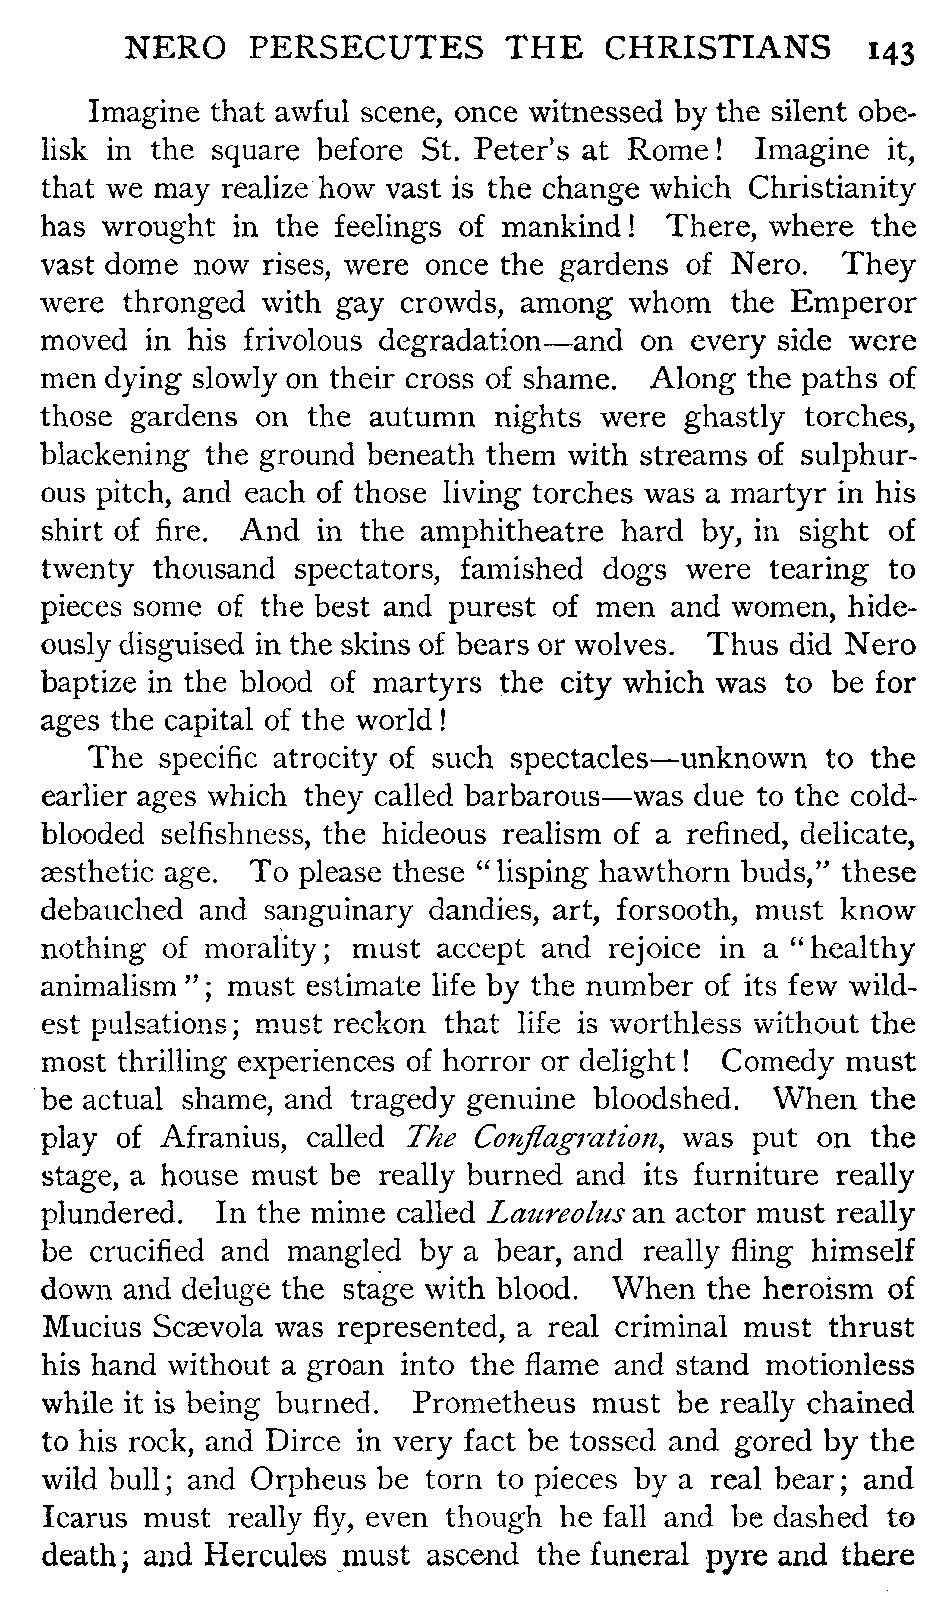 NERO PERSECUTES THE CHRISTIANS 143
Imagine that awful scene, once witnessed by the silent obe-
lisk in the square before St. Peter's at Rome! Imagine it,
that we may realize how vast is the change which Christianity
has wrought in the feelings of mankind! There, where the
vast dome now rises, were once the gardens of Nero. They
were thronged with gay crowds, among whom the Emperor
moved in his frivolous degradation—and on every side were
men dying slowly on their cross of shame. Along the paths of
those gardens on the autumn nights were ghastly torches,
blackening the ground beneath them with streams of sulphur-
ous pitch, and each of those living torches was a martyr in his
shirt of fire. And in the amphitheatre hard by, in sight of
twenty thousand spectators, famished dogs were tearing to
pieces some of the best and purest of men and women, hide-
ously disguised in the skins of bears or wolves. Thus did Nero
baptize in the blood of martyrs the city which was to be for
ages the capital of the world!
The specific atrocity of such spectacles—unknown to the
earlier ages which they called barbarous—was due to the cold-
blooded selfishness, the hideous realism of a refined, delicate,
æsthetic age. To please these "lisping hawthorn buds," these
debauched and sanguinary dandies, art, forsooth, must know
nothing of morality; must accept and rejoice in a "healthy
animalism"; must estimate life by the number of its few wild-
est pulsations; must reckon that life is worthless without the
most thrilling experiences of horror or delight! Comedy must
be actual shame, and tragedy genuine bloodshed. When the
play of Afranius, called The Conflagration, was put on the
stage, a house must be really burned and its furniture really
plundered. In the mime called Laureolus an actor must really
be crucified and mangled by a bear, and really fling himself
down and deluge the stage with blood. When the heroism of
Mucius Scævola was represented, a real criminal must thrust
his hand without a groan into the flame and stand motionless
while it is being burned. Prometheus must be really chained
to his rock, and Dirce in very fact be tossed and gored by the
wild bull; and Orpheus be torn to pieces by a real bear; and
Icarus must really fly, even though he fall and be dashed to
death; and Hercules must ascend the funeral pyre and there